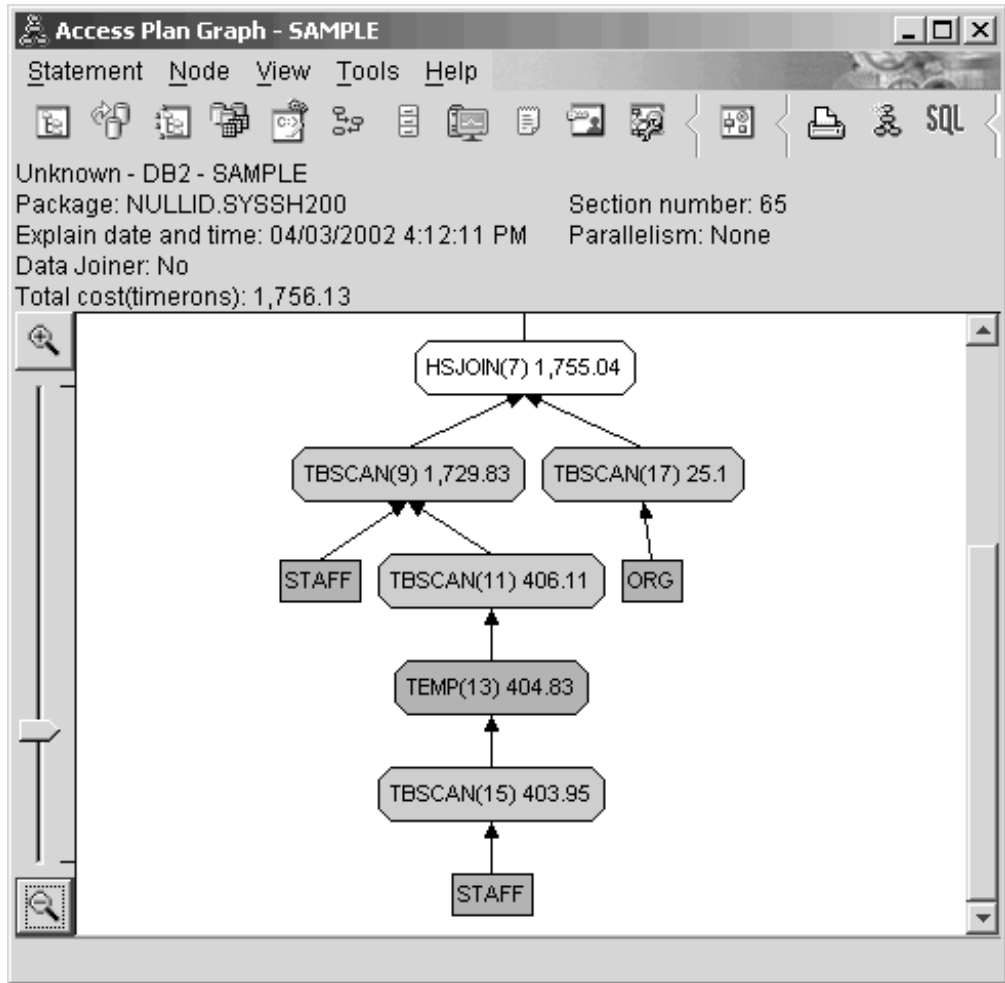 Access Plan Graph - SAMPLE
Statement Node View Tools Help
SQL
Unknown - DB2 - SAMPLE
Package: NULLID.SYSSH200 Section number: 65
Explain date and time: 04/03/2002 4:12:11 PM Parallelism: None
Data Joiner: No
Total cost(timerons): 1,756.13
HSJOIN(7) 1,755.04
TBSCAN(9) 1,729.83 TBSCAN(17) 25.1
STAFF TBSCAN(11) 406.11 ORG
TEMP(13) 404.83
TBSCAN(15) 403.95
STAFF